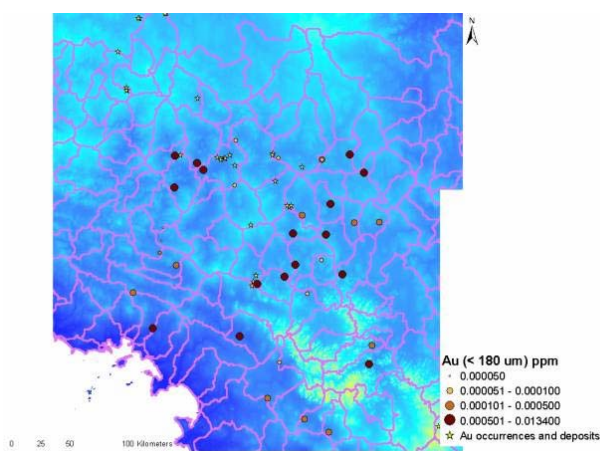 N
Au (< 180 um) ppm
0.000050
0.000051 - 0.000100
0.000101 - 0.000500
0.000501 - 0.013400
Au occurrences and deposits
0 25 50 100 Kilometers